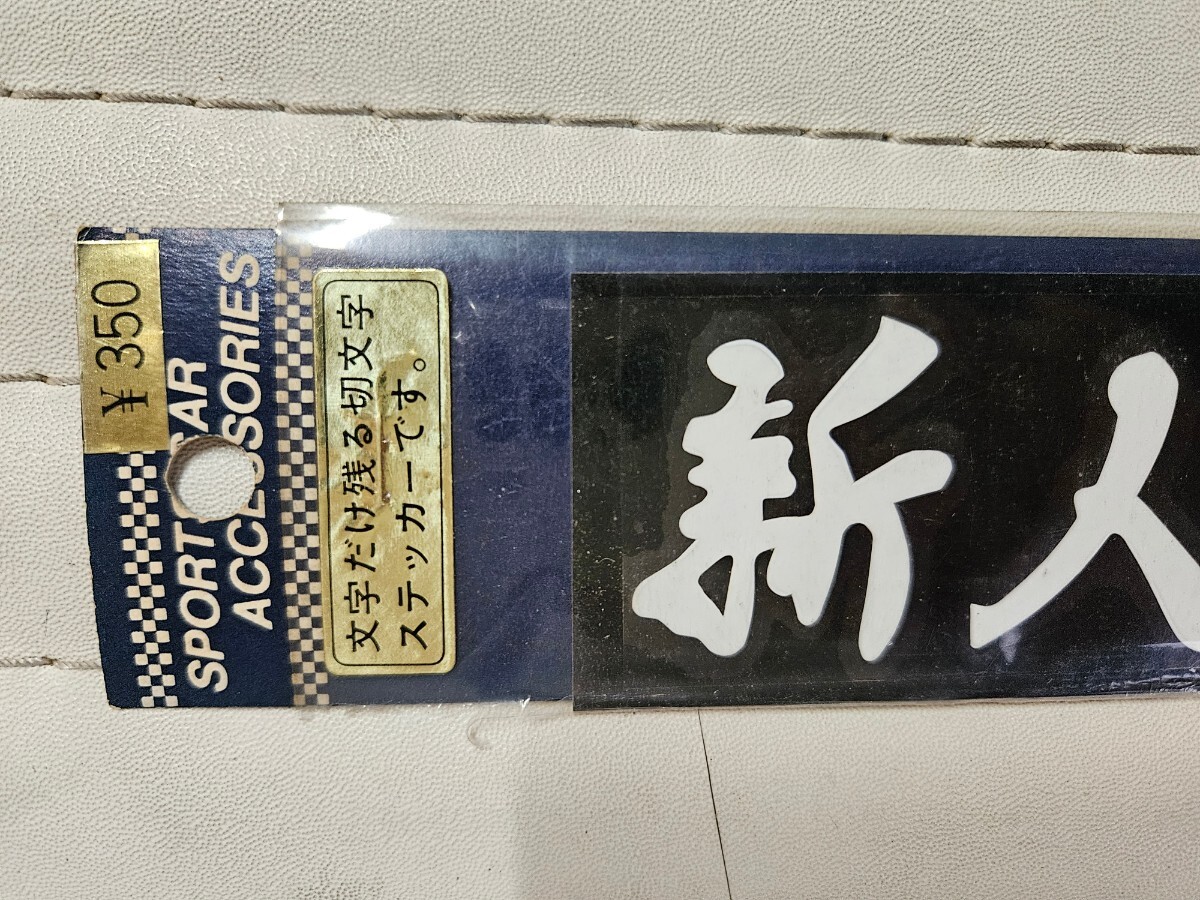 ¥350
SPORT CAR
ACCESSORIES
文字だけ残る切文字
ステッカーです。
新人